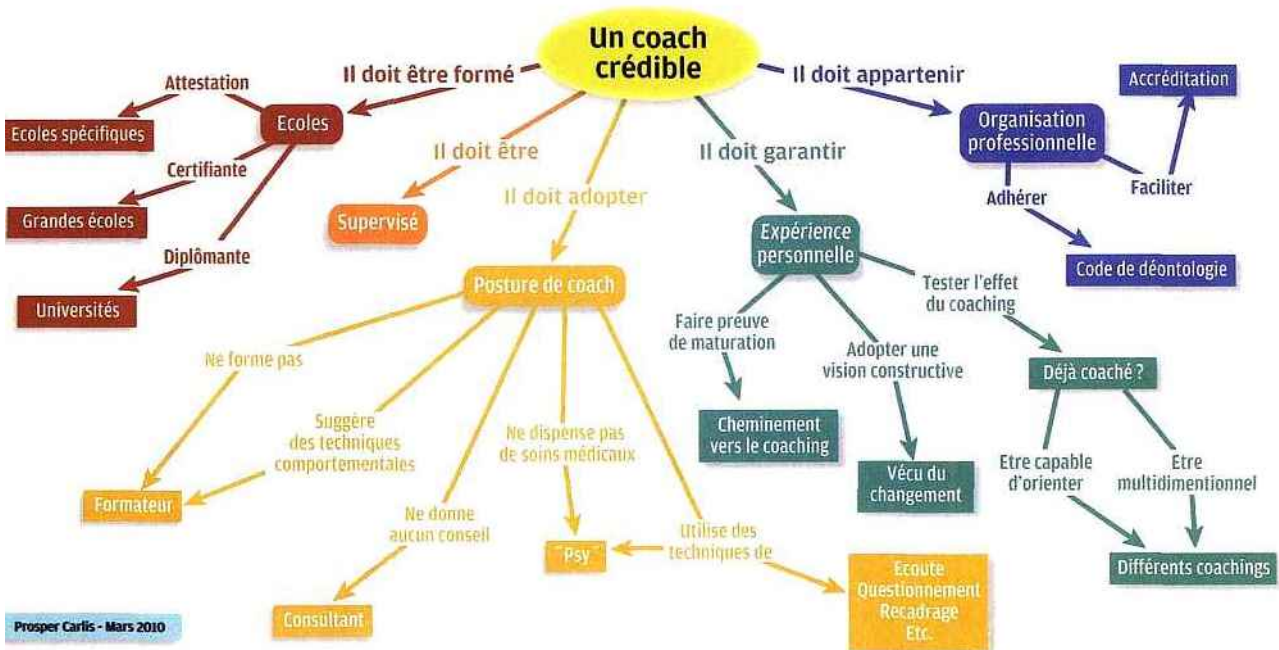 Un coach
crédible
Il doit être formé
Attestation
Ecoles
Ecoles spécifiques
Certifiante
Grandes écoles
Diplômante
Universités
Il doit être
Supervisé
Il doit adopter
Posture de coach
Ne forme pas
Suggère
des techniques
comportementales
Formateur
Ne donne
aucun conseil
Consultant
Ne dispense pas
de soins médicaux
"Psy"
Utilise des
techniques de
Ecoute
Questionnement
Recadrage
Etc.
Il doit garantir
Expérience
personnelle
Faire preuve
de maturation
Cheminement
vers le coaching
Adopter une
vision constructive
Vécu du
changement
Tester l'effet
du coaching
Déjà coaché ?
Etre capable
d'orienter
Etre
multidimentionnel
Différents coachings
Il doit appartenir
Organisation
professionnelle
Adhérer
Code de déontologie
Faciliter
Accréditation
Prosper Carlis - Mars 2010